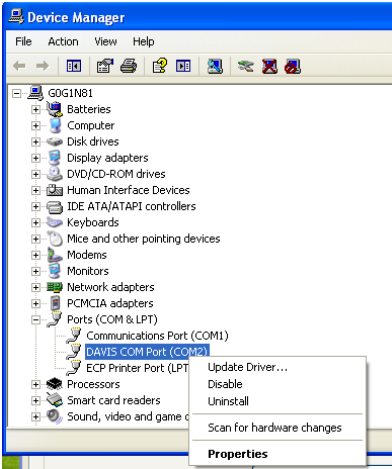 Device Manager
File Action View Help
G0G1N81
Batteries
Computer
Disk drives
Display adapters
DVD/CD-ROM drives
Human Interface Devices
IDE ATA/ATAPI controllers
Keyboards
Mice and other pointing devices
Modems
Monitors
Network adapters
PCMCIA adapters
Ports (COM & LPT)
Communications Port (COM1)
DAVIS COM Port (COM2)
ECP Printer Port (LPT
Processors
Smart card readers
Sound, video and game
Update Driver...
Disable
Uninstall
Scan for hardware changes
Properties